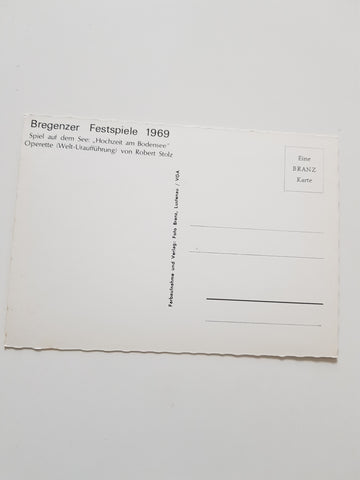 Bregenzer Festspiele 1969
Spiel auf dem See: „Hochzeit am Bodensee"
Operette (Welt-Uraufführung) von Robert Stolz
Eine
BRANZ
Karte
Farbaufnahme und Verlag: Foto Branz, Lustenau / VGA